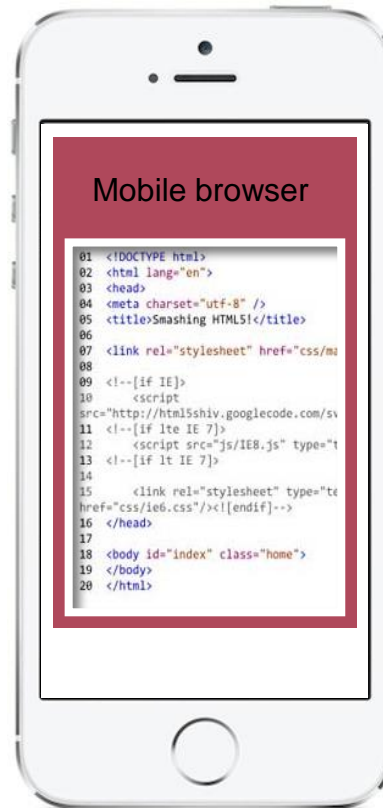 Mobile browser
01 <!DOCTYPE html>
02 <html lang="en">
03 <head>
04 <meta charset="utf-8" />
05 <title>Smashing HTML5!</title>
06
07 <link rel="stylesheet" href="css/ma
08
09 <!--[if IE]>
10 <script
src="http://html5shiv.googlecode.com/sv
11 <!--[if lte IE 7]>
12 <script src="js/IE8.js" type="t
13 <!--[if lt IE 7]>
14
15 <link rel="stylesheet" type="te
href="css/ie6.css"/><![endif]-->
16 </head>
17
18 <body id="index" class="home">
19 </body>
20 </html>